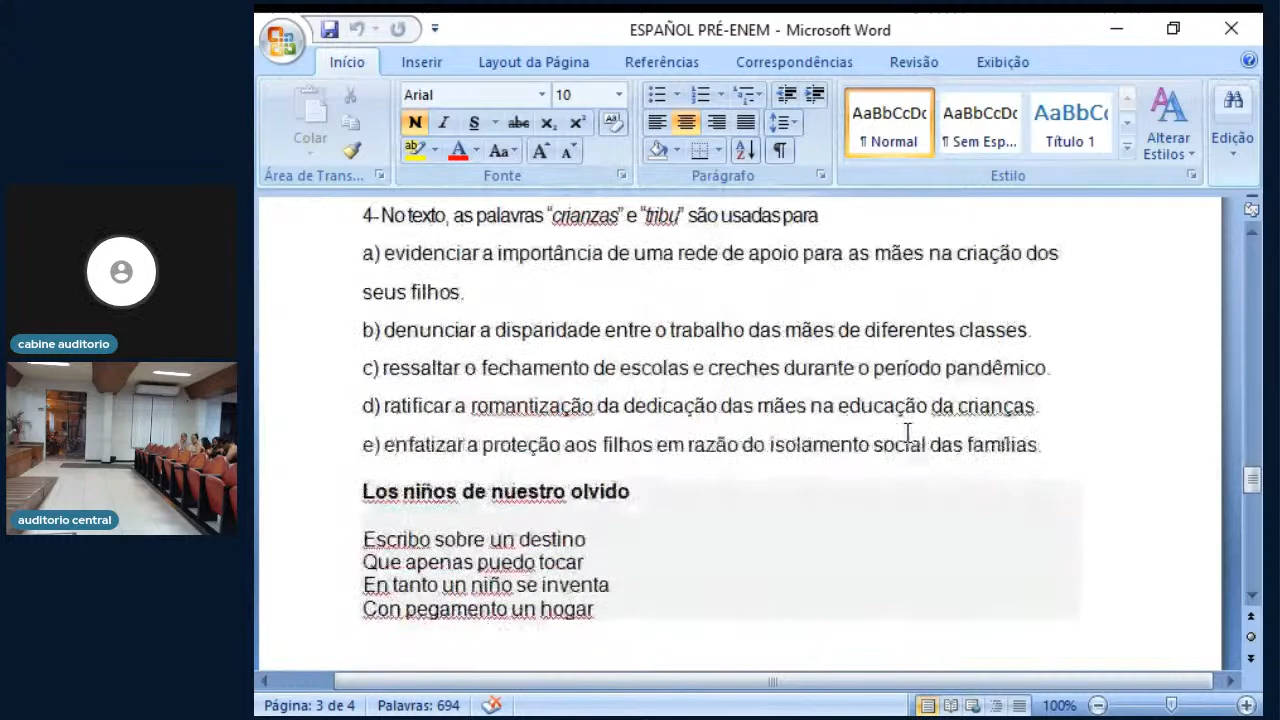 ESPAÑOL PRÉ-ENEM - Microsoft Word
Início
Inserir
Layout da Página
Referências
Correspondências
Revisão
Exibição
Colar
Arial
10
N I S abc x₂ x² Aa
AaBbCcDc
AaBbCcDc
AaBbC
¶ Normal
¶ Sem Esp...
Título 1
Alterar
Estilos
Edição
Área de Trans...
Fonte
Parágrafo
Estilo
4- No texto, as palavras "crianzas" e "tribu" são usadas para
a) evidenciar a importância de uma rede de apoio para as mães na criação dos
seus filhos.
b) denunciar a disparidade entre o trabalho das mães de diferentes classes.
c) ressaltar o fechamento de escolas e creches durante o período pandêmico.
d) ratificar a romantização da dedicação das mães na educação da crianças.
e) enfatizar a proteção aos filhos em razão do isolamento social das famílias.
Los niños de nuestro olvido
Escribo sobre un destino
Que apenas puedo tocar
En tanto un niño se inventa
Con pegamento un hogar
cabine auditorio
auditorio central
Página: 3 de 4
Palavras: 694
100%